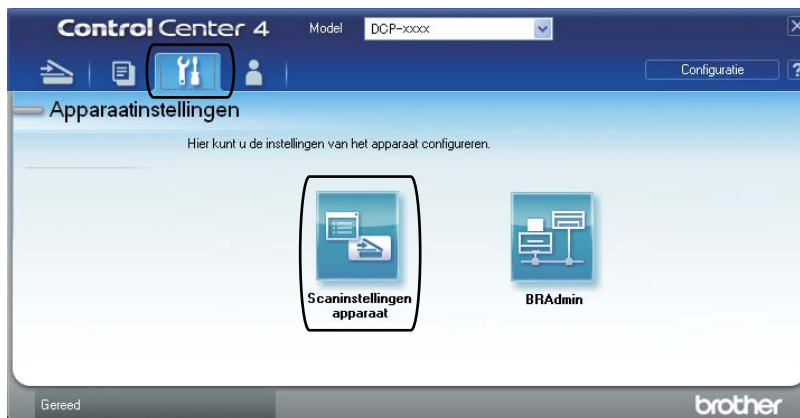 Control Center 4 Model DCP-xxxx
Configuratie ?
Apparaatinstellingen
Hier kunt u de instellingen van het apparaat configureren.
Scaninstellingen
apparaat
BRAdmin
Gereed
brother